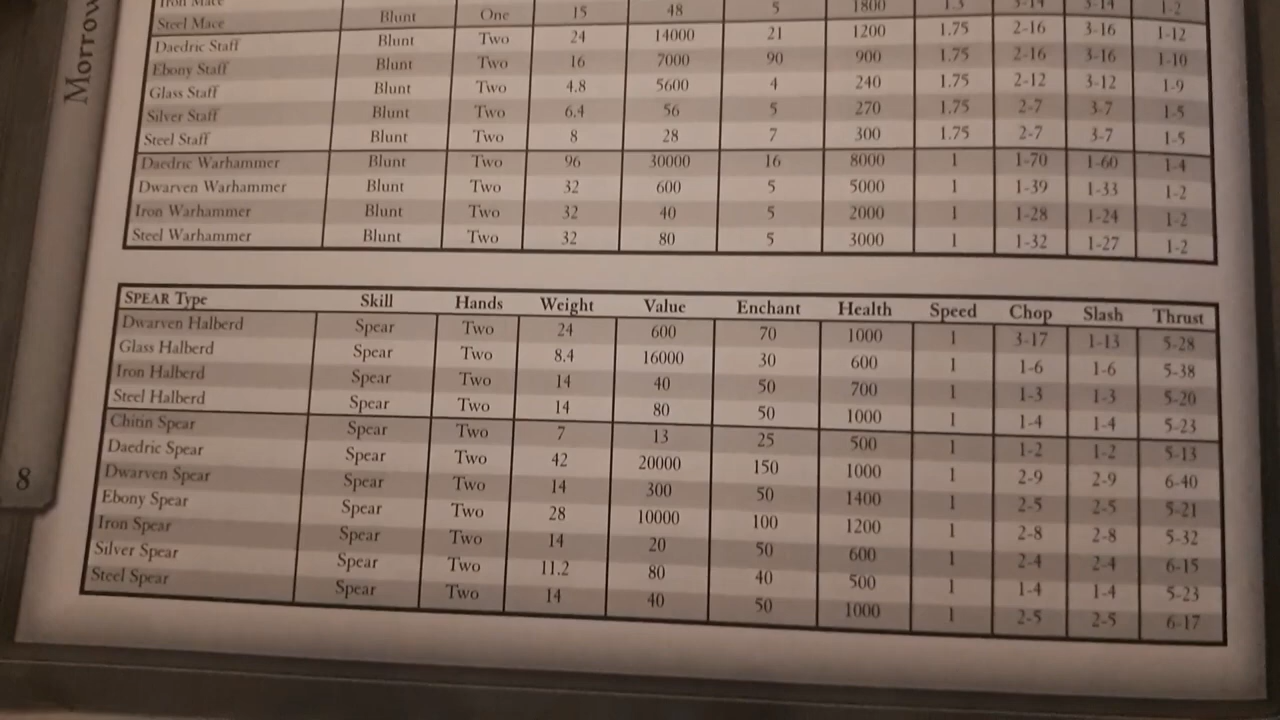 Morrow
Iron Mace
Steel Mace Blunt One 15 48 5 1800 1.3 3-14 3-14 1-2
Daedric Staff Blunt Two 24 14000 21 1200 1.75 2-16 3-16 1-12
Ebony Staff Blunt Two 16 7000 90 900 1.75 2-16 3-16 1-10
Glass Staff Blunt Two 4.8 5600 4 240 1.75 2-12 3-12 1-9
Silver Staff Blunt Two 6.4 56 5 270 1.75 2-7 3-7 1-5
Steel Staff Blunt Two 8 28 7 300 1.75 2-7 3-7 1-5
Daedric Warhammer Blunt Two 96 30000 16 8000 1 1-70 1-60 1-4
Dwarven Warhammer Blunt Two 32 600 5 5000 1 1-39 1-33 1-2
Iron Warhammer Blunt Two 32 40 5 2000 1 1-28 1-24 1-2
Steel Warhammer Blunt Two 32 80 5 3000 1 1-32 1-27 1-2
SPEAR Type Skill Hands Weight Value Enchant Health Speed Chop Slash Thrust
Dwarven Halberd Spear Two 24 600 70 1000 1 3-17 1-13 5-28
Glass Halberd Spear Two 8.4 16000 30 600 1 1-6 1-6 5-38
Iron Halberd Spear Two 14 40 50 700 1 1-3 1-3 5-20
Steel Halberd Spear Two 14 80 50 1000 1 1-4 1-4 5-23
Chitin Spear Spear Two 7 13 25 500 1 1-2 1-2 5-13
Daedric Spear Spear Two 42 20000 150 1000 1 2-9 2-9 6-40
Dwarven Spear Spear Two 14 300 50 1400 1 2-5 2-5 5-21
Ebony Spear Spear Two 28 10000 100 1200 1 2-8 2-8 5-32
Iron Spear Spear Two 14 20 50 600 1 2-4 2-4 6-15
Silver Spear Spear Two 11.2 80 40 500 1 1-4 1-4 5-23
Steel Spear Spear Two 14 40 50 1000 1 2-5 2-5 6-17
8